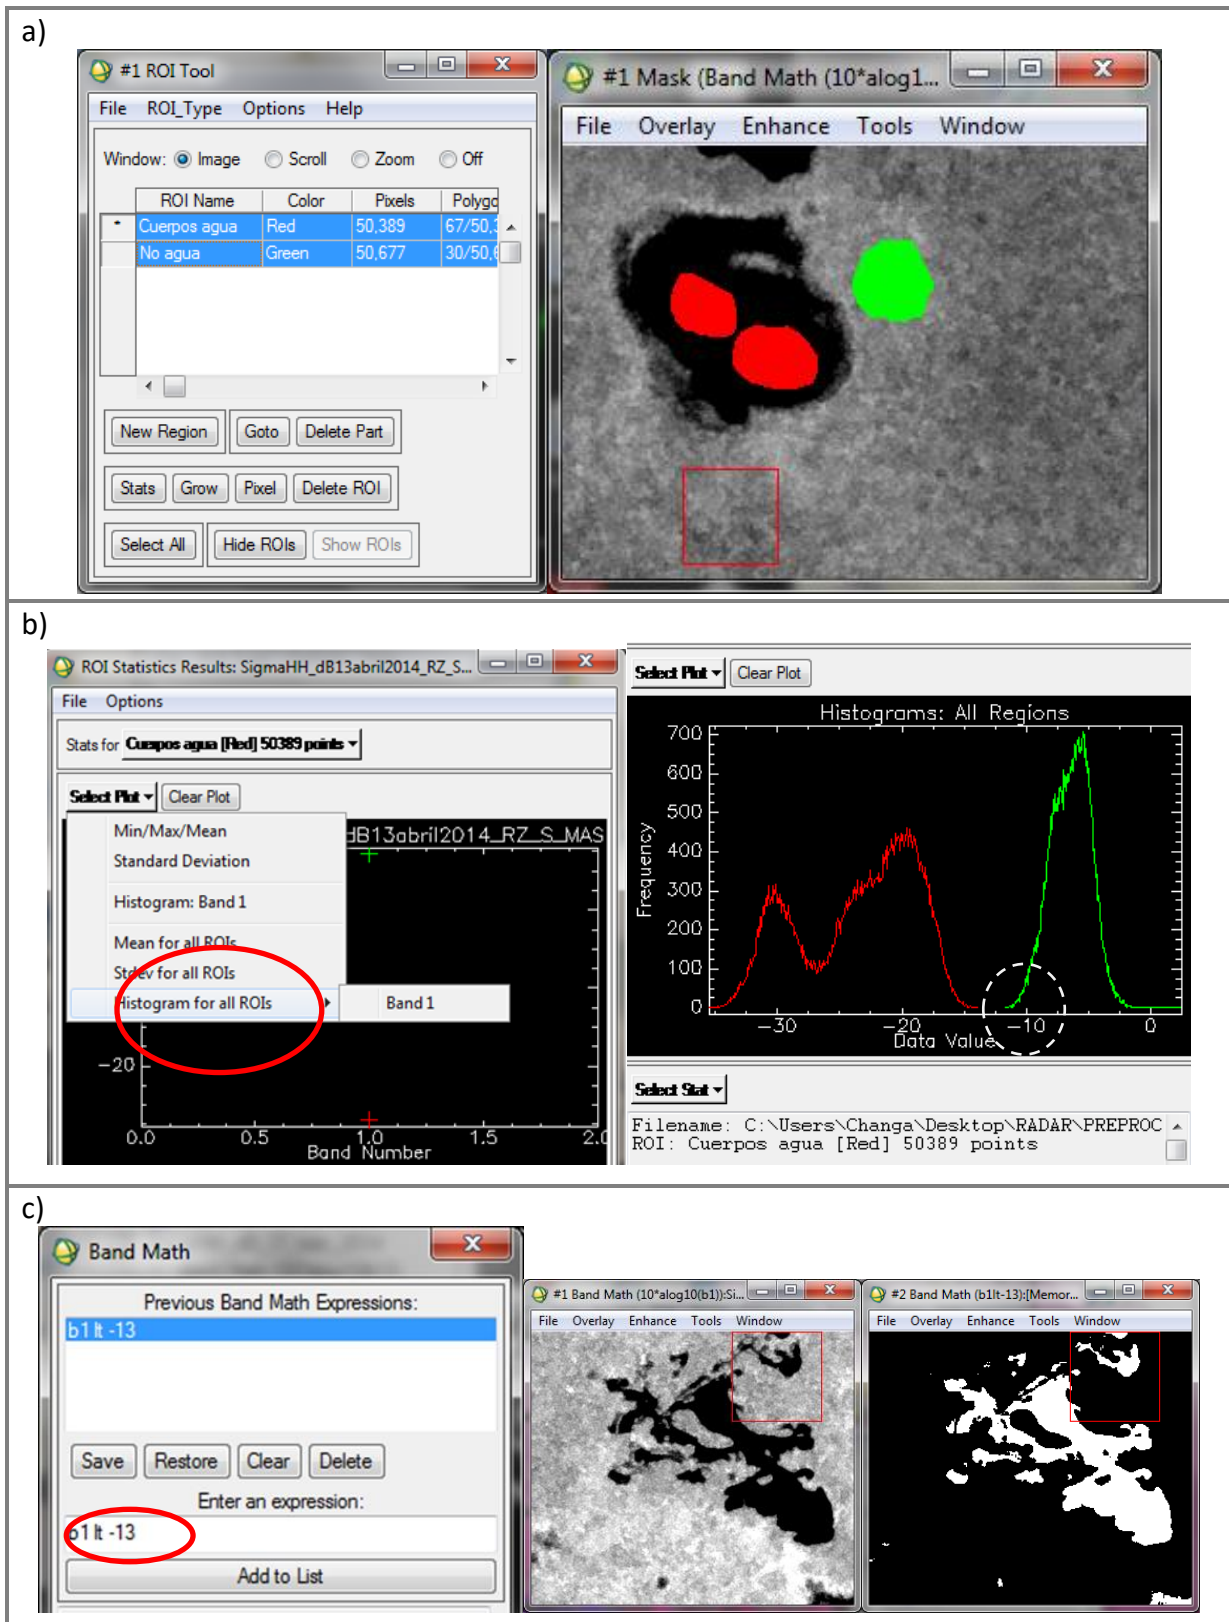 a)
#1 ROI Tool
File ROI_Type Options Help
Window: Image Scroll Zoom Off
ROI Name Color Pixels Polygo
* Cuerpos agua Red 50,389 67/50,3
No agua Green 50,677 30/50,6
New Region Goto Delete Part
Stats Grow Pixel Delete ROI
Select All Hide ROIs Show ROIs
#1 Mask (Band Math (10*alog1...
File Overlay Enhance Tools Window
b)
ROI Statistics Results: SigmaHH_dB13abril2014_RZ_S...
File Options
Stats for Cuerpos agua [Red] 50389 points
Select Plot Clear Plot
Min/Max/Mean
Standard Deviation
Histogram: Band 1
Mean for all ROIs
Stdev for all ROIs
Histogram for all ROIs Band 1
dB13abril2014_RZ_S_MAS
-20
0.0 0.5 1.0 1.5 2.0
Band Number
Select Plot Clear Plot
Histograms: All Regions
700
600
500
400
300
200
100
0
Frequency
-30 -20 -10 0
Data Value
Select Stat
Filename: C:\Users\Changa\Desktop\RADAR\PREPROC
ROI: Cuerpos agua [Red] 50389 points
c)
Band Math
Previous Band Math Expressions:
b1 lt -13
Save Restore Clear Delete
Enter an expression:
b1 lt -13
Add to List
#1 Band Math (10*alog10(b1)):Si...
File Overlay Enhance Tools Window
#2 Band Math (b1lt-13):[Memor...
File Overlay Enhance Tools Window